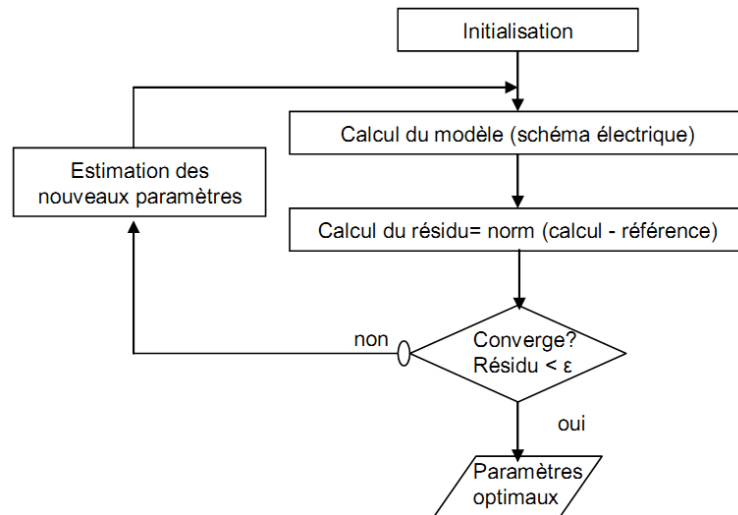 Initialisation
Calcul du modèle (schéma électrique)
Estimation des
nouveaux paramètres
Calcul du résidu= norm (calcul - référence)
non
Converge?
Résidu < ε
oui
Paramètres
optimaux